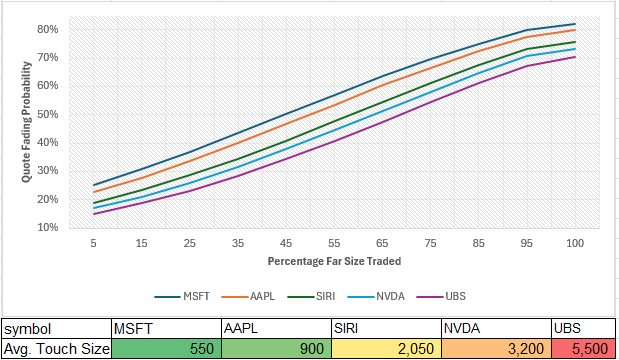 80%
70%
60%
50%
40%
30%
20%
10%
Quote Fading Probability
5 15 25 35 45 55 65 75 85 95 100
Percentage Far Size Traded
MSFT AAPL SIRI NVDA UBS
symbol MSFT AAPL SIRI NVDA UBS
Avg. Touch Size 550 900 2,050 3,200 5,500